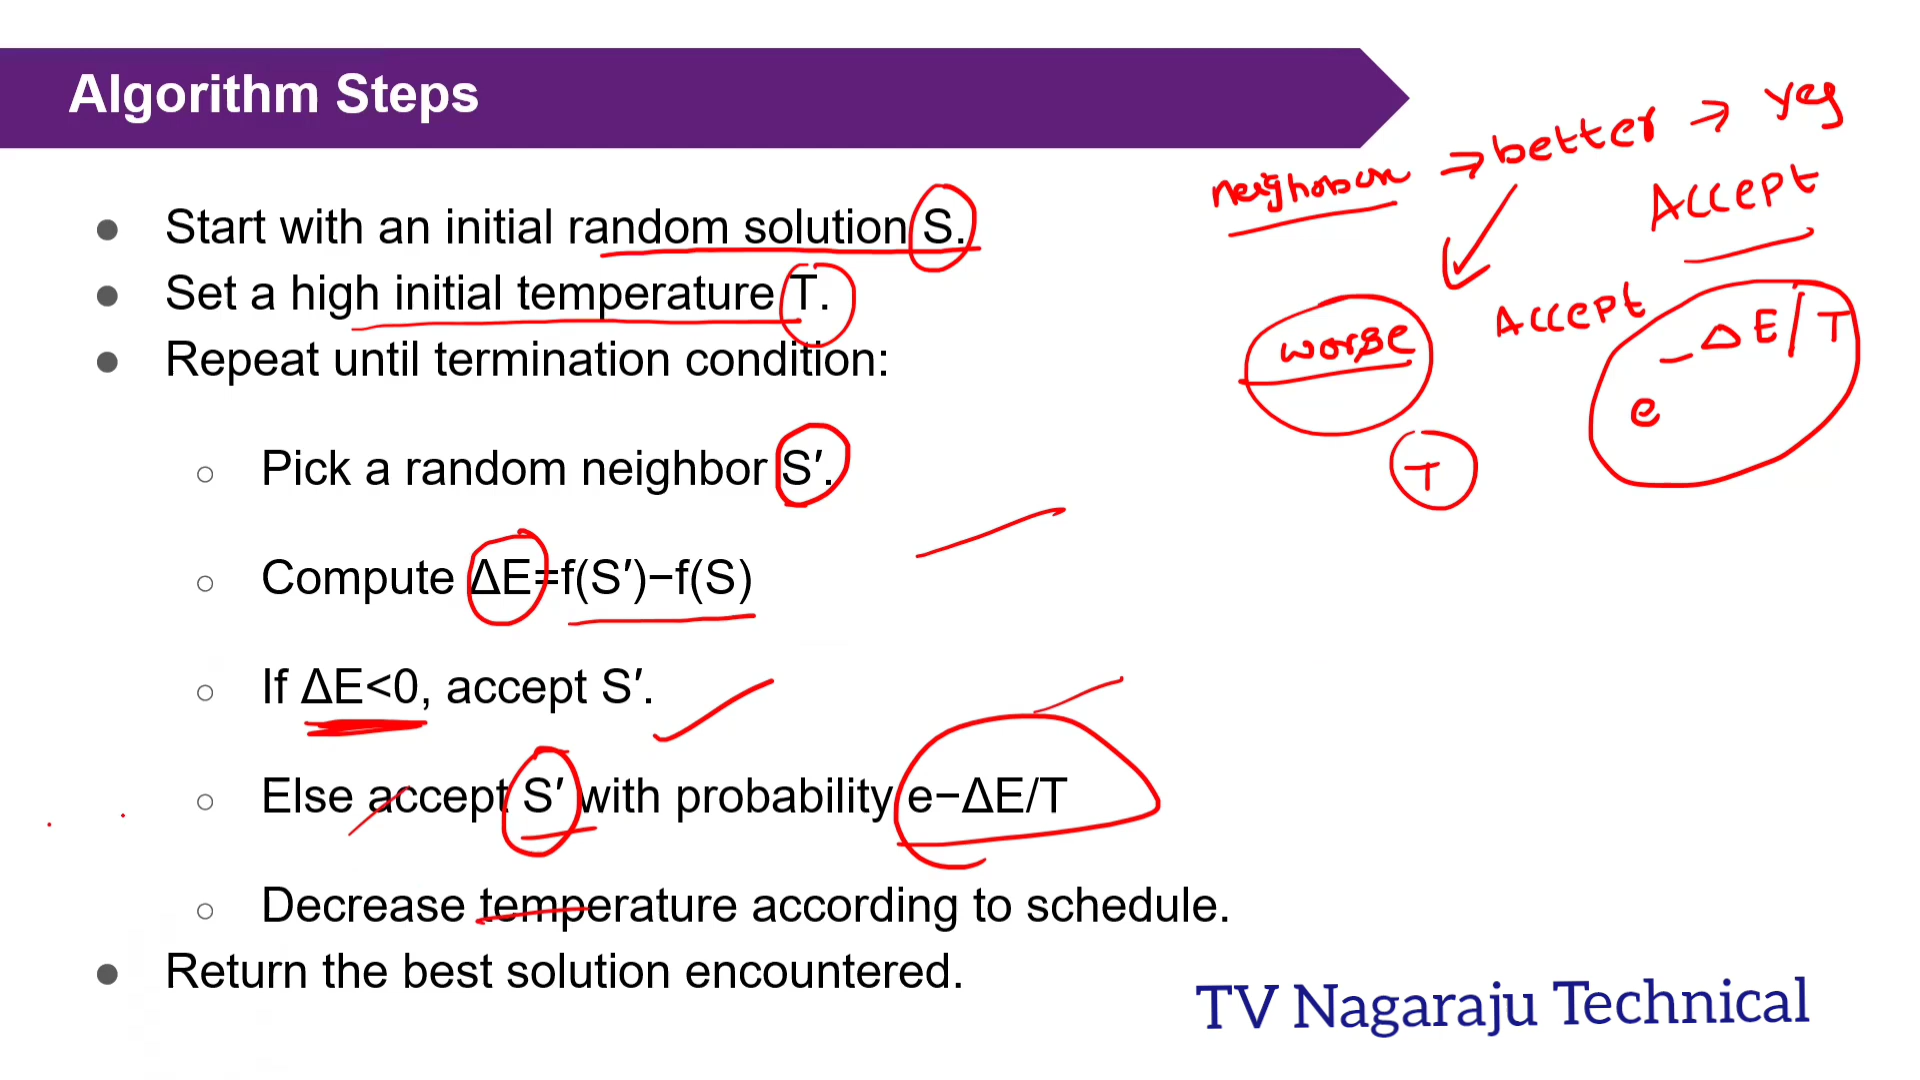 Algorithm Steps
● Start with an initial random solution S.
● Set a high initial temperature T.
● Repeat until termination condition:
○ Pick a random neighbor S′.
○ Compute ΔE=f(S′)−f(S)
○ If ΔE<0, accept S′.
○ Else accept S′ with probability e−ΔE/T
○ Decrease temperature according to schedule.
● Return the best solution encountered.
→ better → yes
Accept
worse
Accept e^-ΔE/T
T
TV Nagaraju Technical